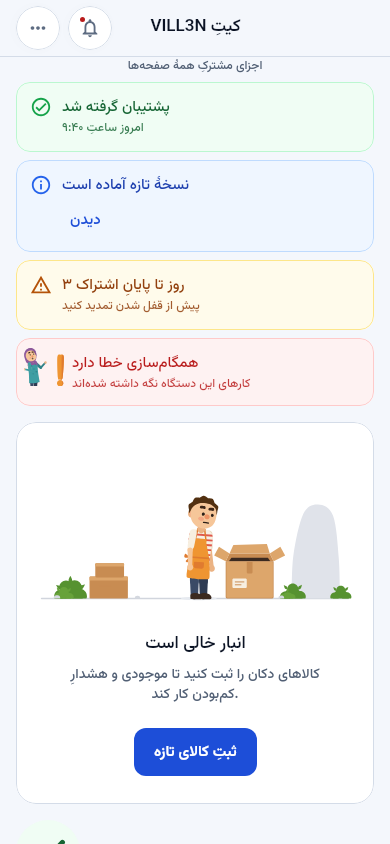 کیتِ VILL3N
اجزای مشترکِ همهٔ صفحه‌ها
پشتیبان گرفته شد
امروز ساعتِ ۹:۴۰
نسخهٔ تازه آماده است
دیدن
۳ روز تا پایانِ اشتراک
پیش از قفل شدن تمدید کنید
همگام‌سازی خطا دارد
کارهای این دستگاه نگه داشته شده‌اند
انبار خالی است
کالاهای دکان را ثبت کنید تا موجودی و هشدارِ
کم‌بودن کار کند.
ثبتِ کالای تازه